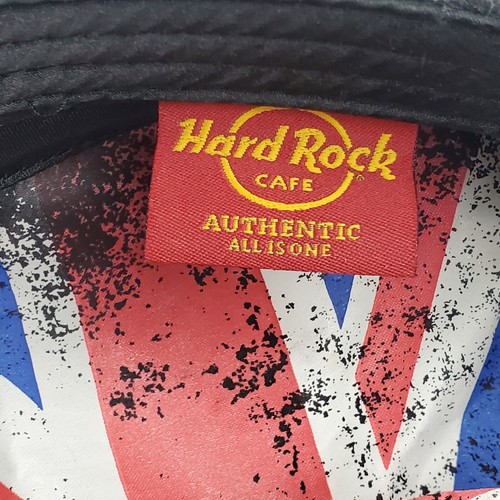 Hard Rock
CAFE
AUTHENTIC
ALL IS ONE